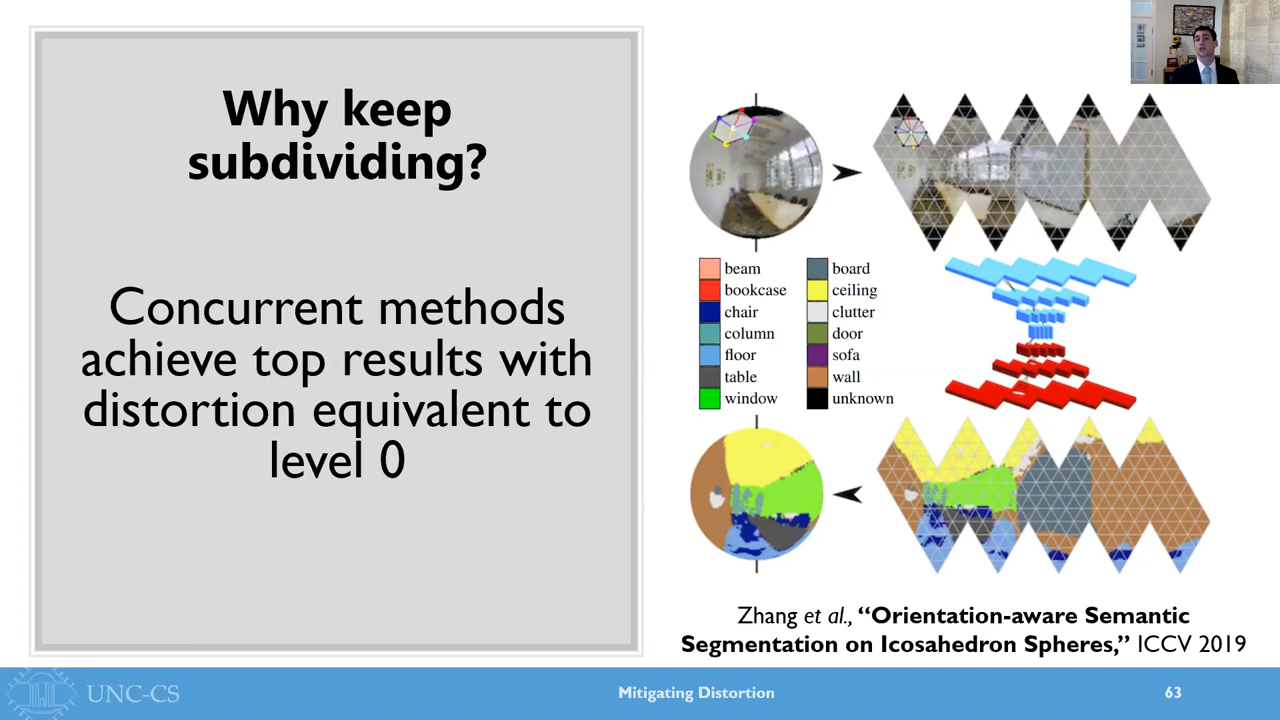 Why keep
subdividing?
Concurrent methods
achieve top results with
distortion equivalent to
level 0
beam
bookcase
chair
column
floor
table
window
board
ceiling
clutter
door
sofa
wall
unknown
Zhang et al., “Orientation-aware Semantic
Segmentation on Icosahedron Spheres,” ICCV 2019
UNC-CS
Mitigating Distortion
63